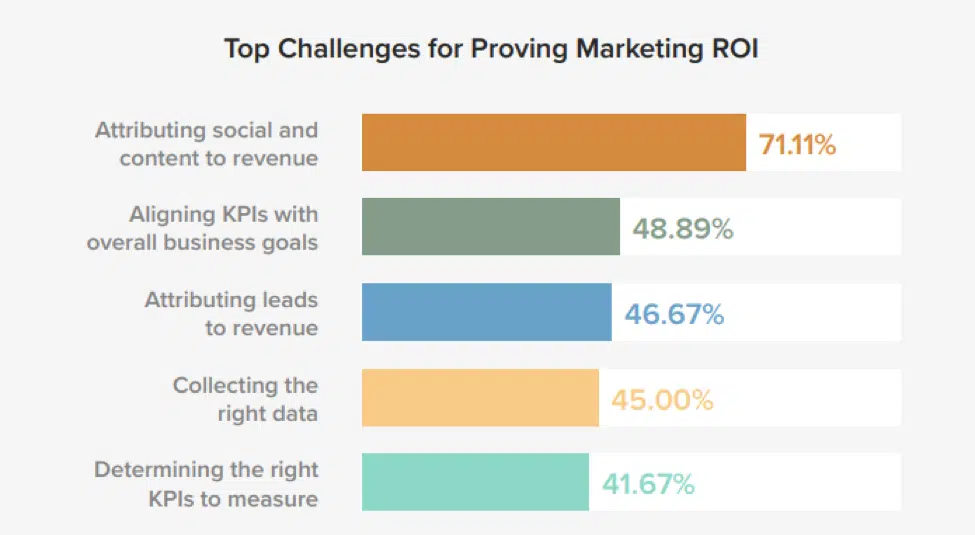 Top Challenges for Proving Marketing ROI
Attributing social and
content to revenue
71.11%
Aligning KPIs with
overall business goals
48.89%
Attributing leads
to revenue
46.67%
Collecting the
right data
45.00%
Determining the right
KPIs to measure
41.67%